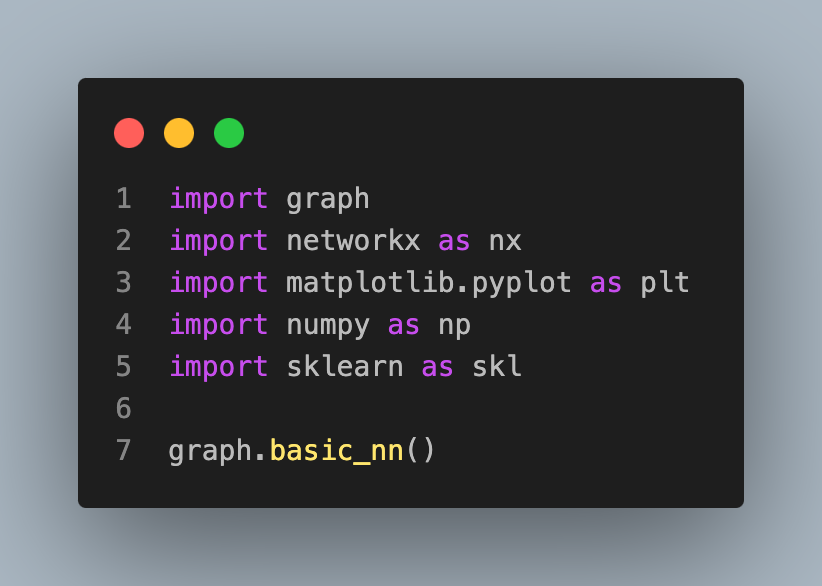 1 import graph
2 import networkx as nx
3 import matplotlib.pyplot as plt
4 import numpy as np
5 import sklearn as skl
6
7 graph.basic_nn()